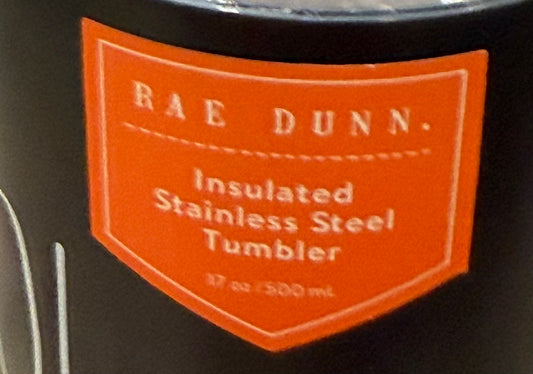 RAE DUNN.
Insulated
Stainless Steel
Tumbler
17 oz / 500 mL